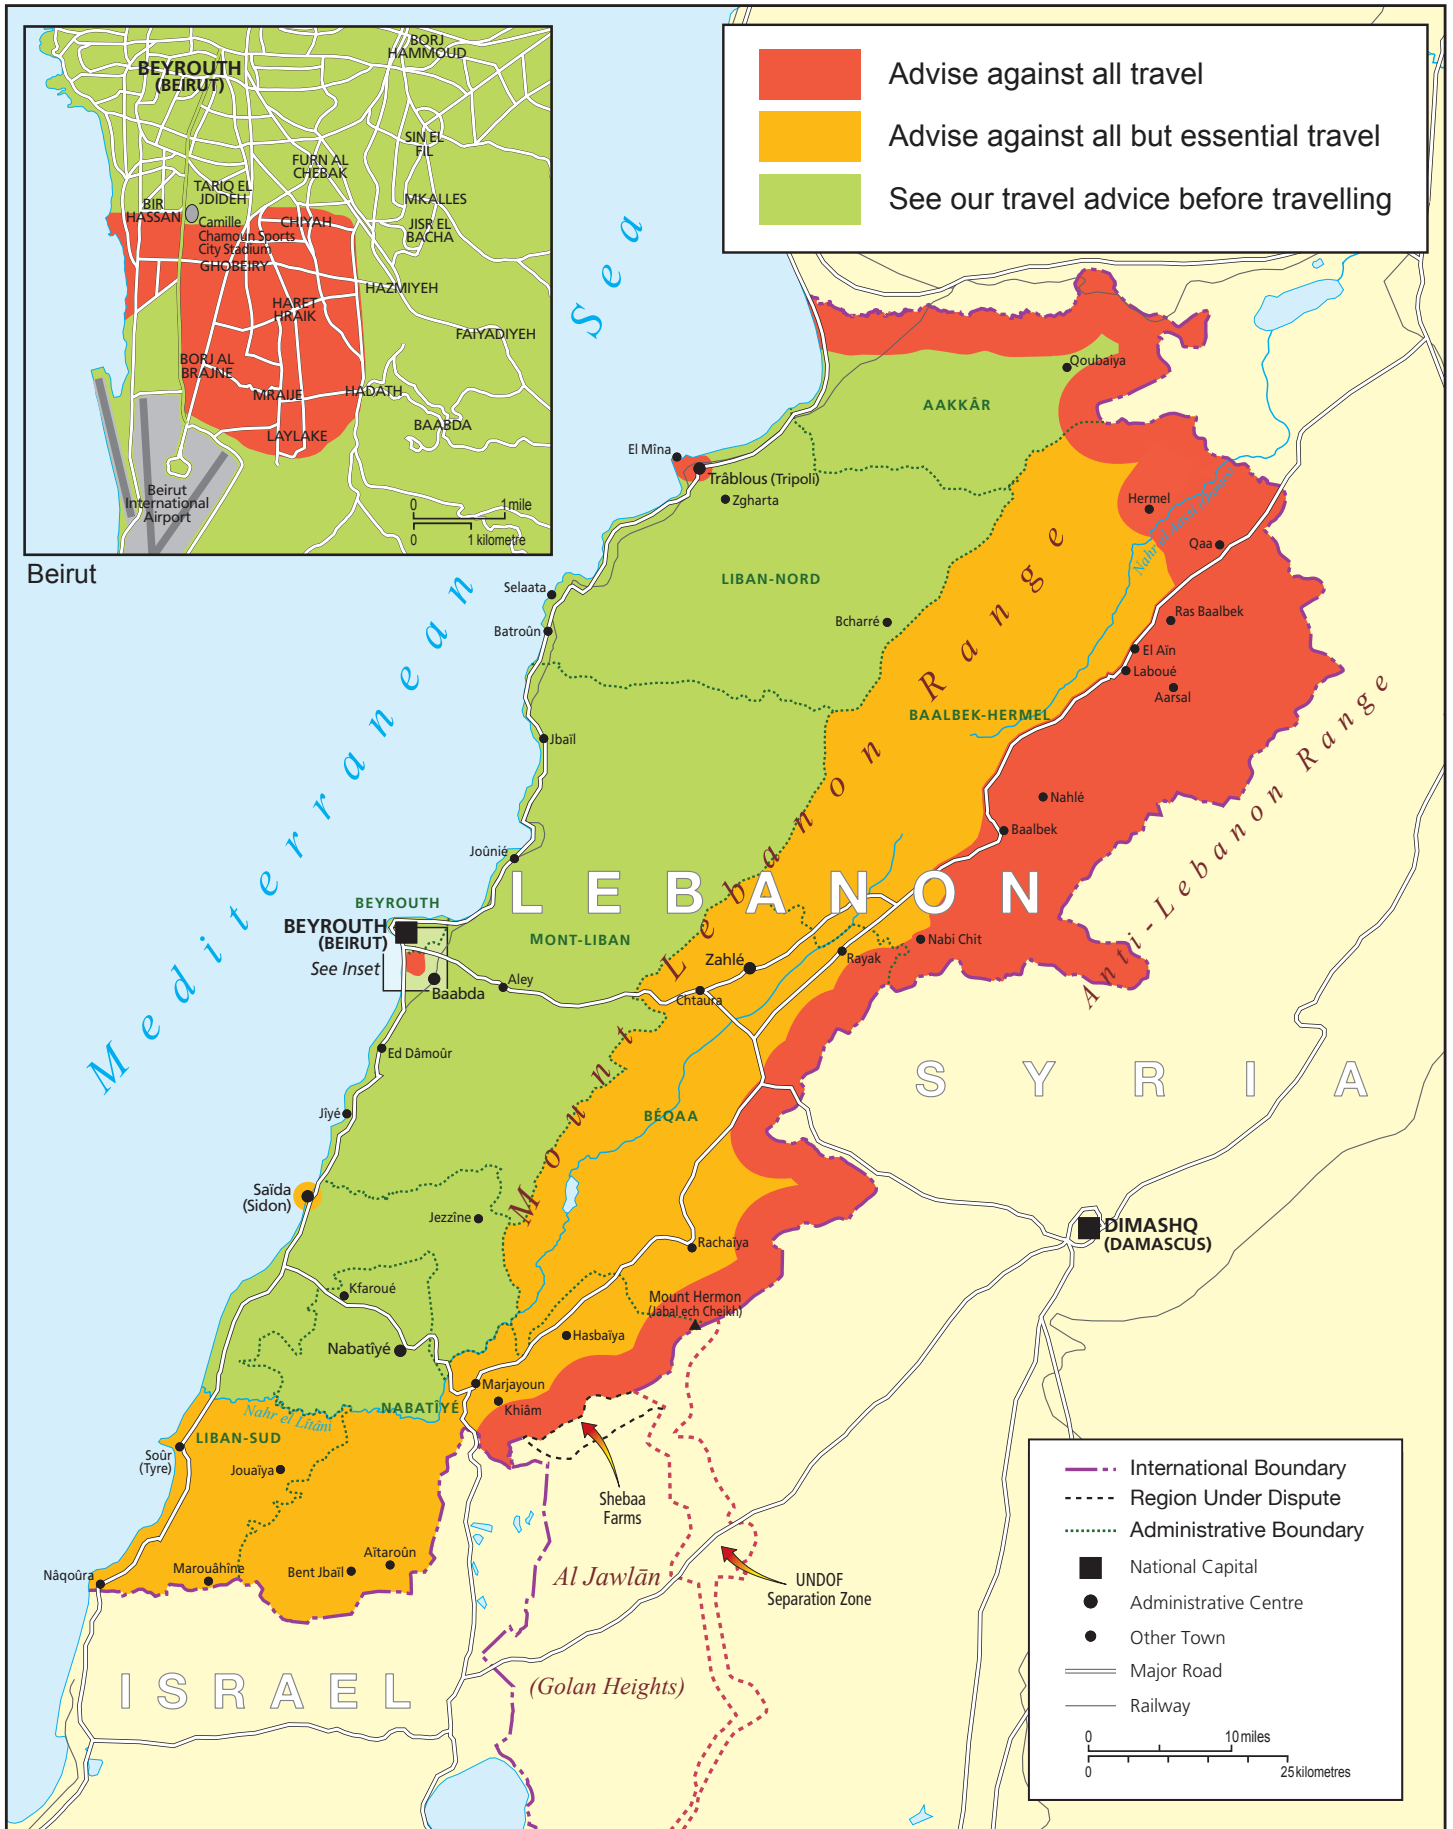 BORJ
HAMMOUD
BEYROUTH
(BEIRUT)
SIN EL
FIL
FURN AL
CHEBAK
TARIQ EL
JDIDEH
MKALLES
BIR
HASSAN
Camille
Chamoun Sports
City Stadium
CHIYAH
JISR EL
BACHA
GHOBEIRY
HAZMIYEH
HARET
HRAIK
FAIYADIYEH
BORJ AL
BRAJNE
MRAIJE
HADATH
BAABDA
LAYLAKE
Beirut
International
Airport
0 1 mile
0 1 kilometre
Beirut
Advise against all travel
Advise against all but essential travel
See our travel advice before travelling
Mediterranean Sea
Qoubaiya
AAKKÂR
El Mîna
Trâblous (Tripoli)
Zgharta
Hermel
Qaa
Nahr el Aassi (Orontes)
Selaata
LIBAN-NORD
Batroûn
Bcharré
Ras Baalbek
El Aïn
Laboué
Aarsal
BAALBEK-HERMEL
Jbaïl
Mount Lebanon Range
Anti-Lebanon Range
Nahlé
Baalbek
Joûnié
LEBANON
BEYROUTH
BEYROUTH
(BEIRUT)
See Inset
MONT-LIBAN
Nabi Chit
Rayak
Zahlé
Baabda
Aley
Chtaura
Ed Dâmoûr
SYRIA
Jîyé
BÉQAA
Saïda
(Sidon)
Jezzîne
DIMASHQ
(DAMASCUS)
Rachaïya
Kfaroué
Mount Hermon
(Jabal ech Cheikh)
Hasbaïya
Nabatîyé
Marjayoun
Khiâm
NABATÎYÉ
Nahr el Lîtâni
LIBAN-SUD
Soûr
(Tyre)
Jouaïya
Shebaa
Farms
Aïtaroûn
Marouâhîne
Bent Jbaïl
Nâqoûra
Al Jawlān
UNDOF
Separation Zone
ISRAEL
(Golan Heights)
International Boundary
Region Under Dispute
Administrative Boundary
National Capital
Administrative Centre
Other Town
Major Road
Railway
0 10 miles
0 25 kilometres